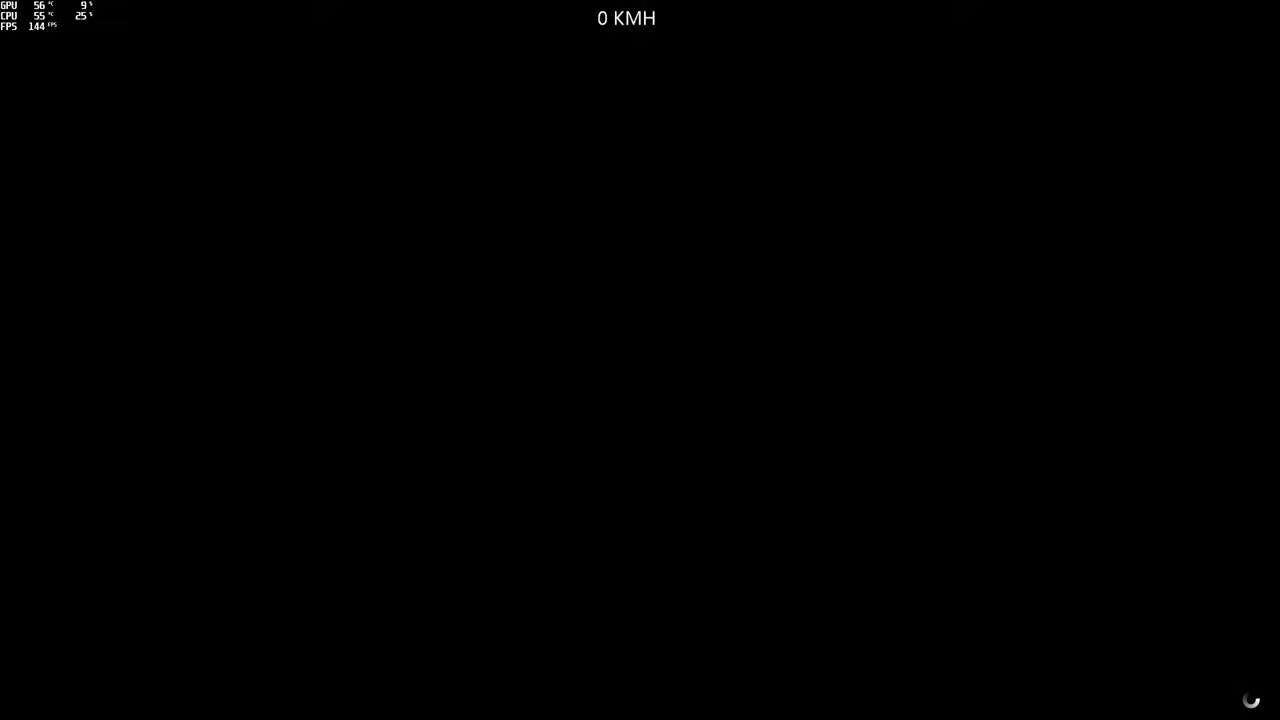 GPU 56 °C 9 %
CPU 55 °C 25 %
FPS 144 FPS
0 KMH